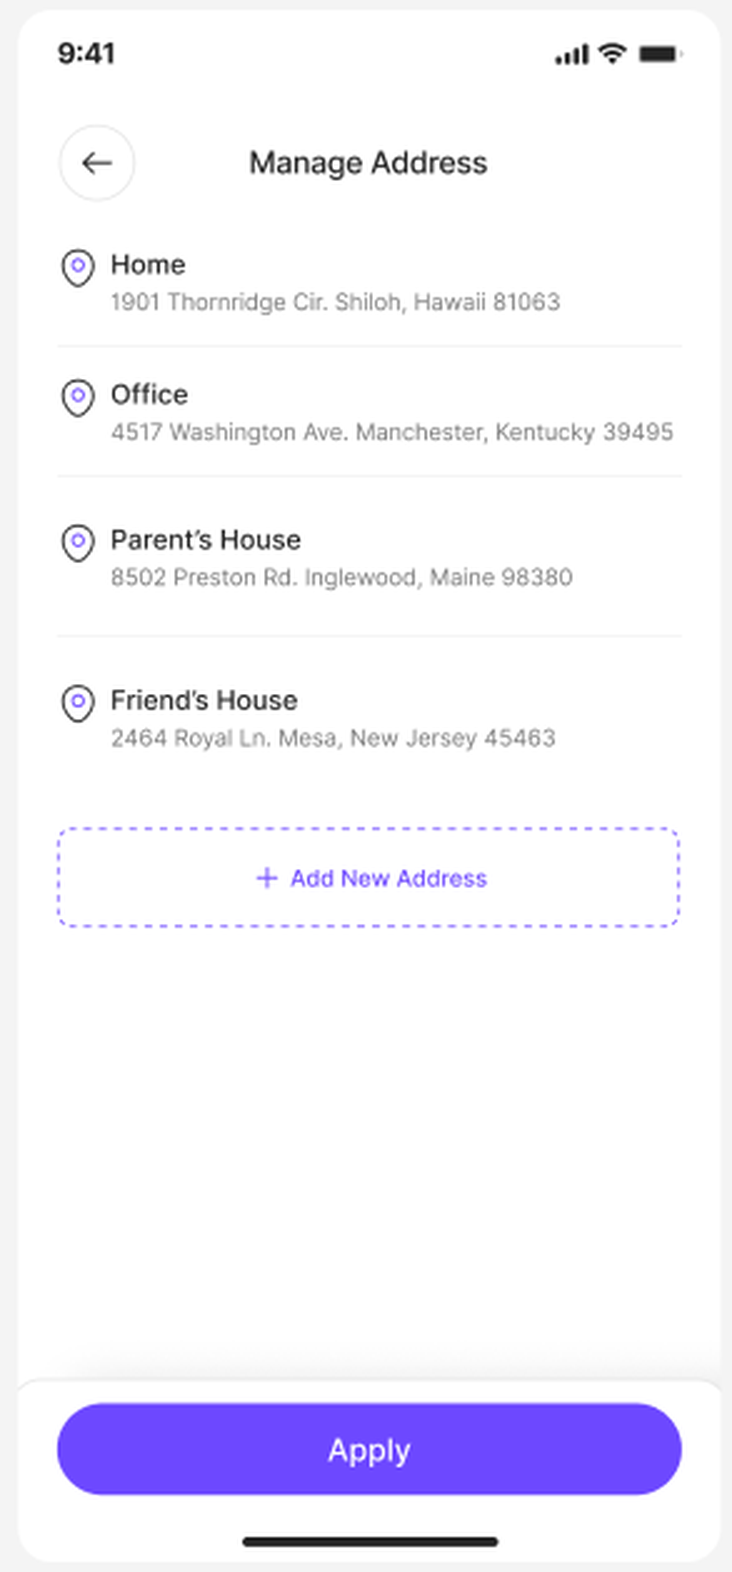 9:41
Manage Address
Home
1901 Thornridge Cir. Shiloh, Hawaii 81063
Office
4517 Washington Ave. Manchester, Kentucky 39495
Parent’s House
8502 Preston Rd. Inglewood, Maine 98380
Friend’s House
2464 Royal Ln. Mesa, New Jersey 45463
+ Add New Address
Apply